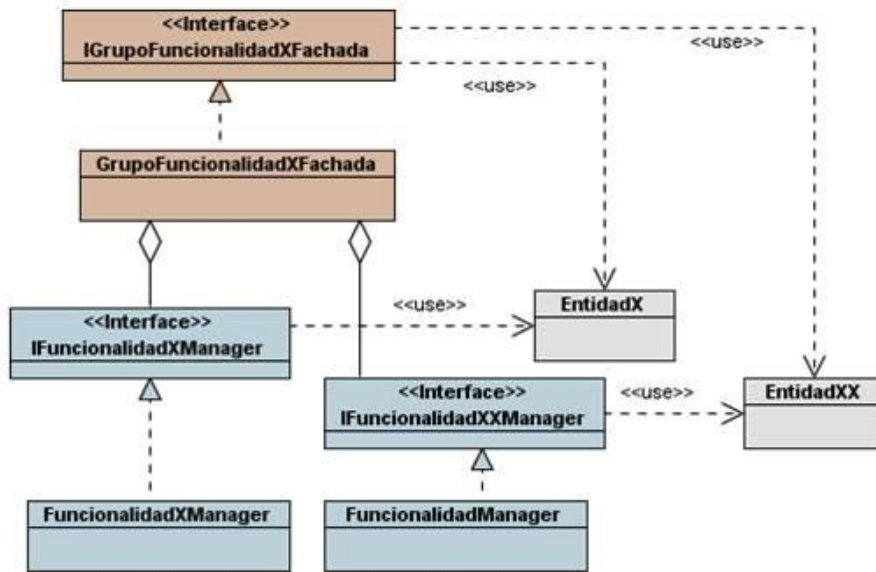 <<Interface>>
IGrupoFuncionalidadXFachada
<<use>>
<<use>>
GrupoFuncionalidadXFachada
<<Interface>>
IFuncionalidadXManager
<<use>>
EntidadX
<<Interface>>
IFuncionalidadXXManager
<<use>>
EntidadXX
FuncionalidadXManager
FuncionalidadManager